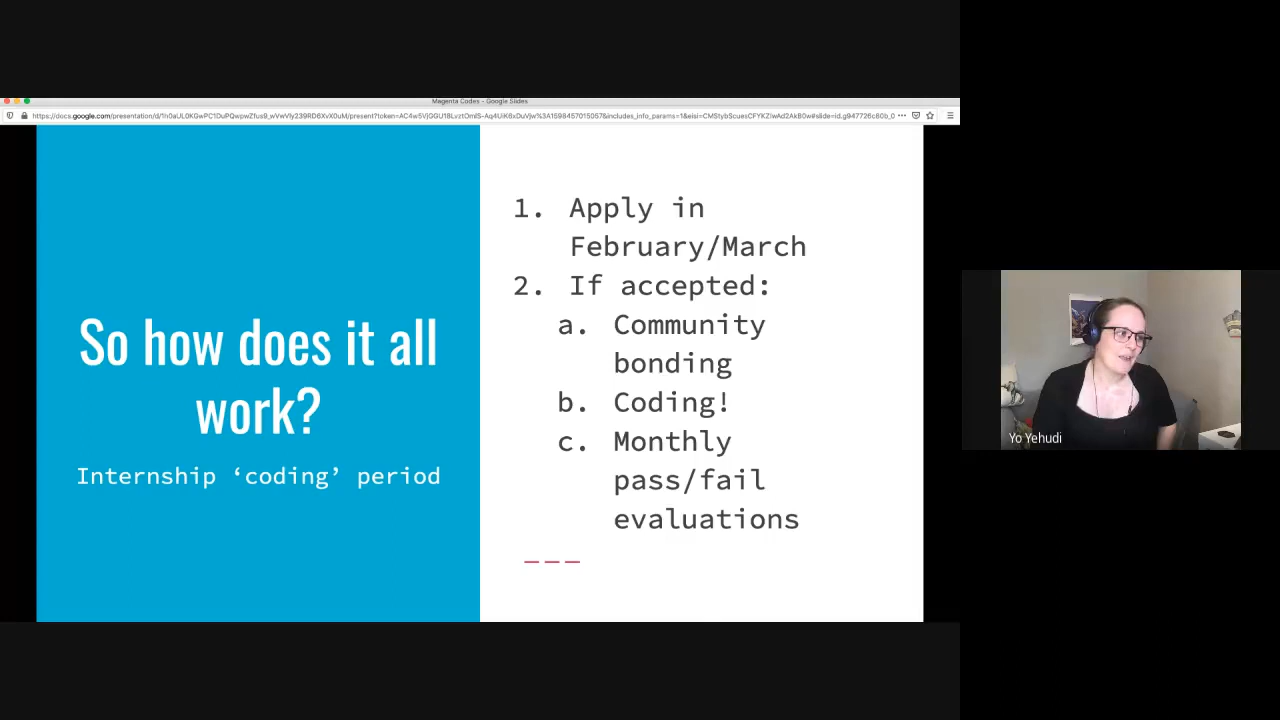 Magenta Codes - Google Slides
So how does it all
work?
Internship ‘coding’ period
1. Apply in
February/March
2. If accepted:
a. Community
bonding
b. Coding!
c. Monthly
pass/fail
evaluations
Yo Yehudi